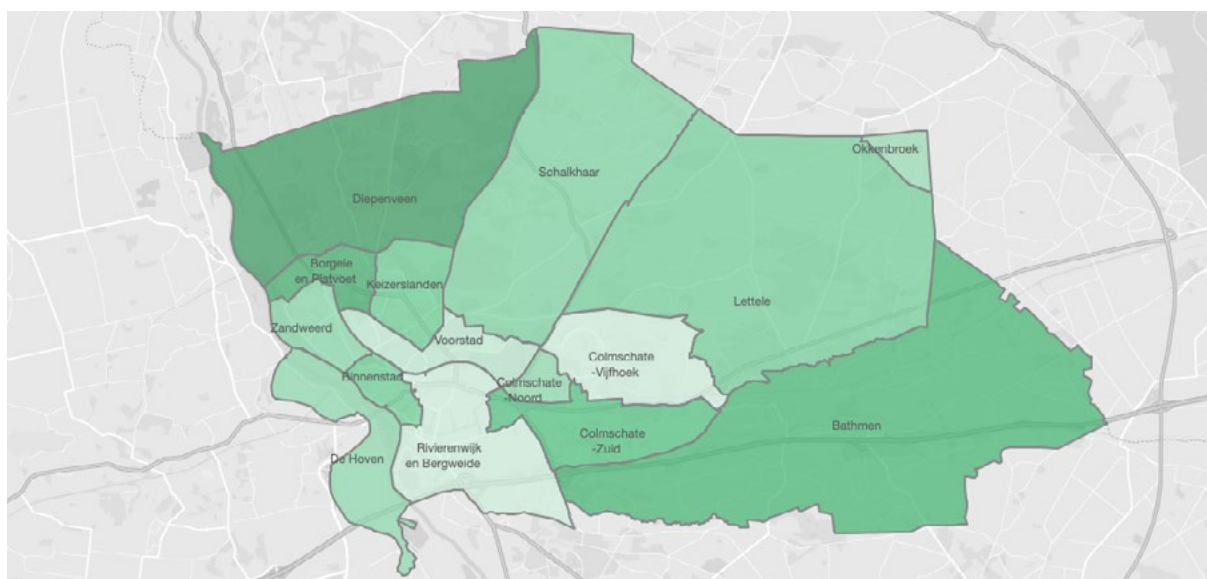 Okkenbroek
Schalkhaar
Diepenveen
Borgele
en Platvoet
Keizerslanden
Lettele
Zandweerd
Voorstad
Colmschate
-Vijfhoek
Binnenstad
Colmschate
-Noord
Bathmen
Colmschate
-Zuid
De Hoven
Rivierenwijk
en Bergweide